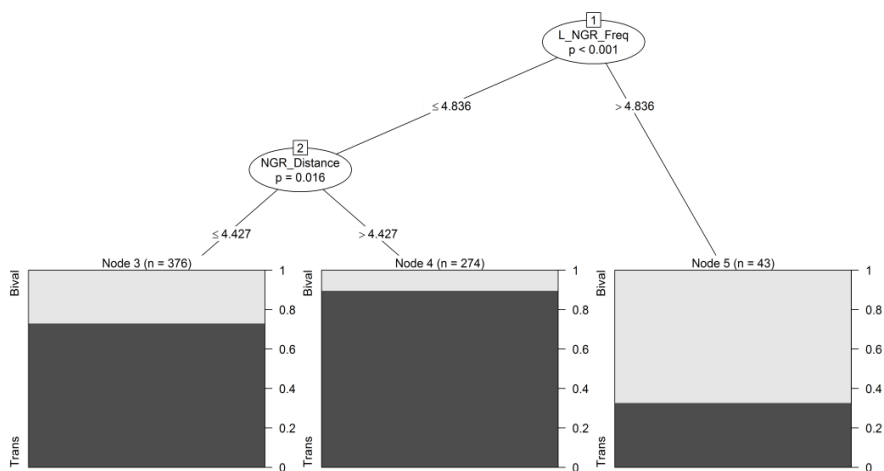 1
L_NGR_Freq
p < 0.001
≤ 4.836
> 4.836
2
NGR_Distance
p = 0.016
≤ 4.427
> 4.427
Node 3 (n = 376)
Bival
Trans
1
0.8
0.6
0.4
0.2
0
Node 4 (n = 274)
Bival
Trans
1
0.8
0.6
0.4
0.2
0
Node 5 (n = 43)
Bival
Trans
1
0.8
0.6
0.4
0.2
0